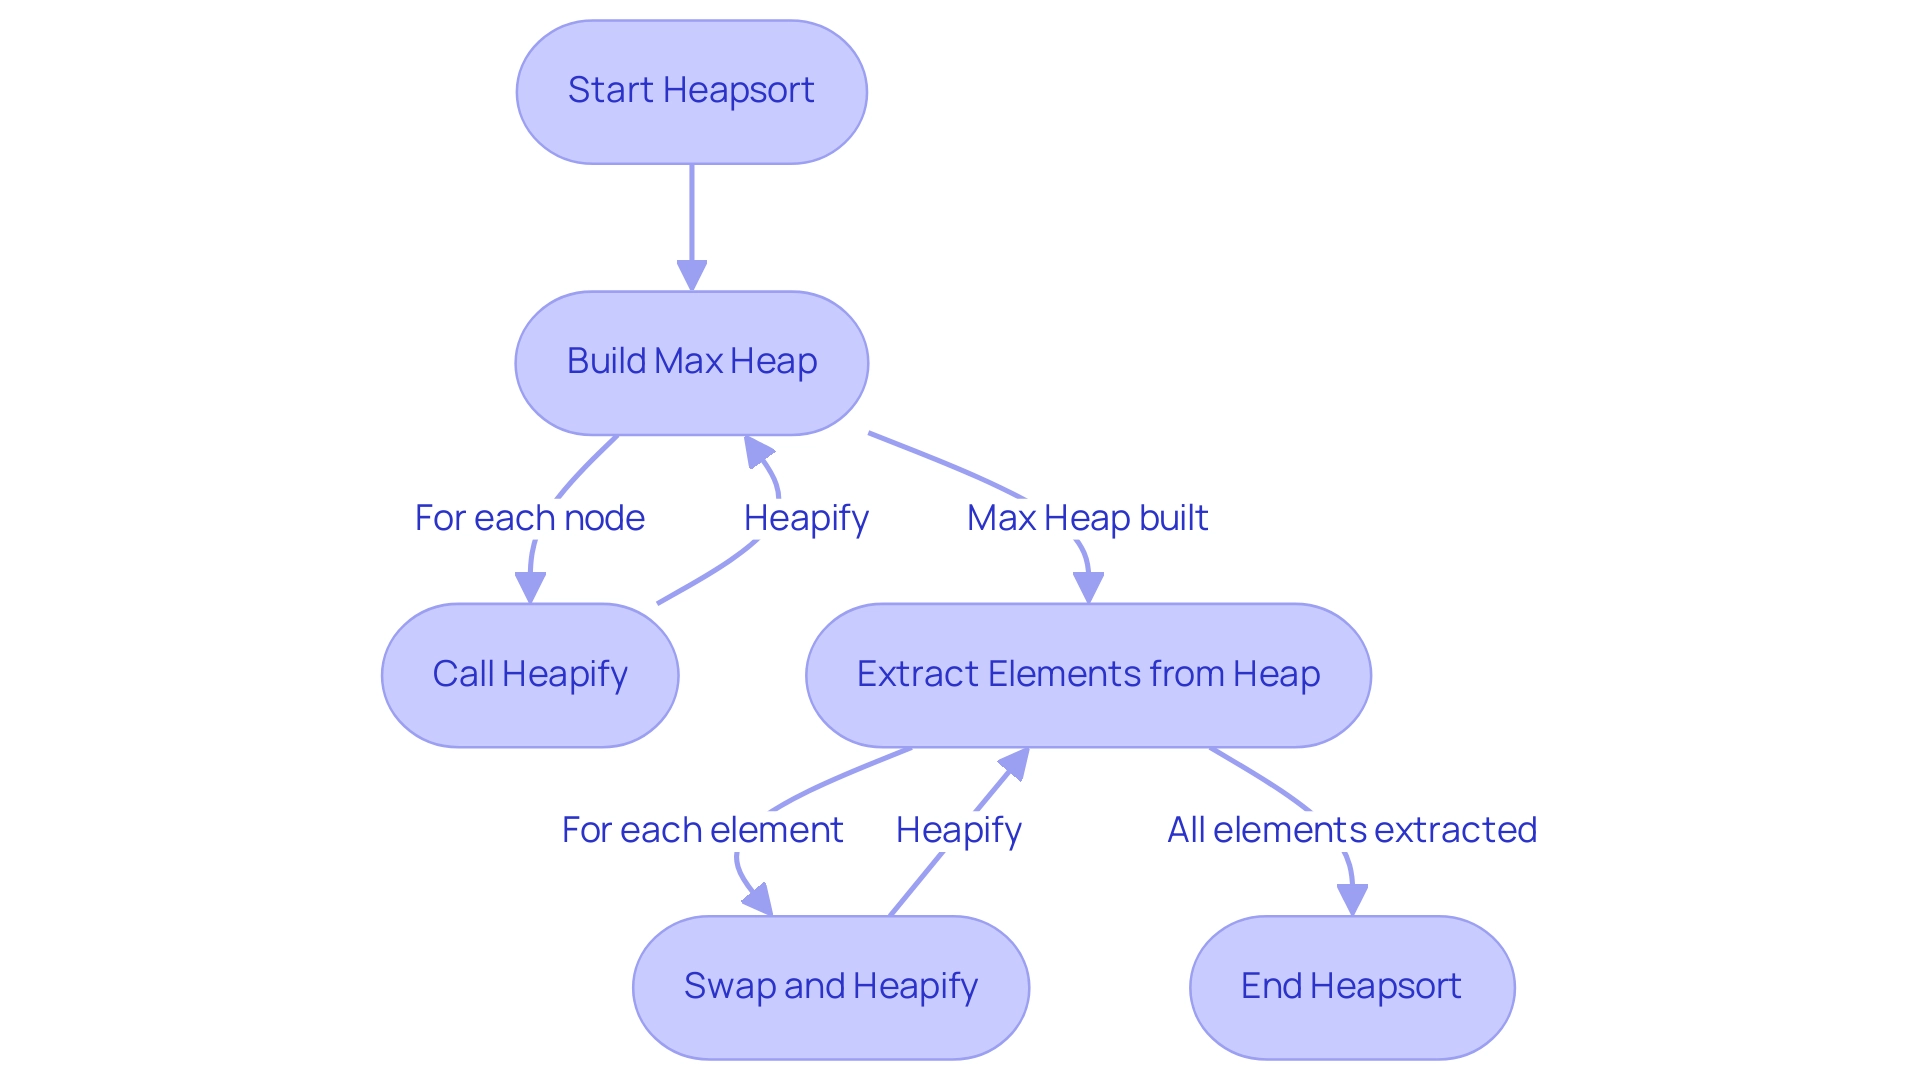 Start Heapsort
Build Max Heap
For each node
Heapify
Max Heap built
Call Heapify
Extract Elements from Heap
For each element
Heapify
All elements extracted
Swap and Heapify
End Heapsort